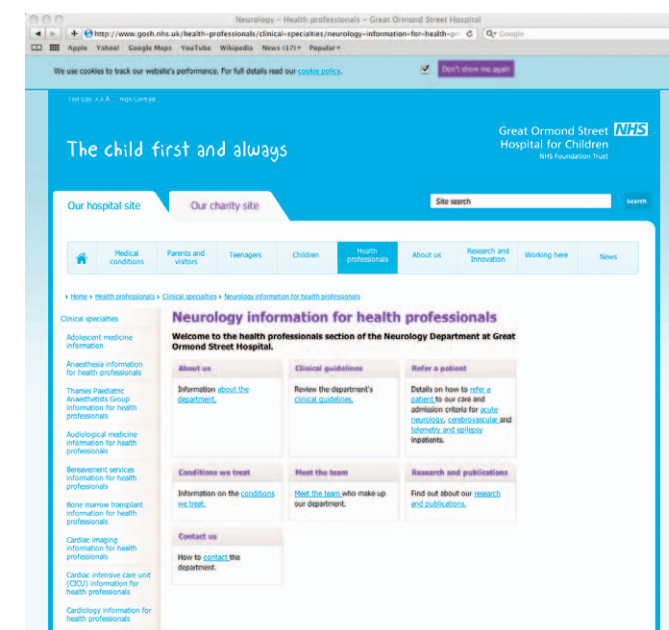 Neurology – Health professionals – Great Ormond Street Hospital
http://www.gosh.nhs.uk/health-professionals/clinical-specialties/neurology-information-for-health-pr
Google
Apple Yahoo! Google Maps YouTube Wikipedia News (17) Popular
We use cookies to track our website's performance. For full details read our cookie policy.
Don't show me again
Text size: A A A High Contrast
The child first and always
Great Ormond Street NHS
Hospital for Children
NHS Foundation Trust
Our hospital site
Our charity site
Site search
Search
Medical conditions
Parents and visitors
Teenagers
Children
Health professionals
About us
Research and Innovation
Working here
News
Home Health professionals Clinical specialties Neurology information for health professionals
Clinical specialties
Adolescent medicine
information
Anaesthesia information
for health professionals
Thames Paediatric
Anaesthetists Group
information for health
professionals
Audiological medicine
information for health
professionals
Bereavement services
information for health
professionals
Bone marrow transplant
information for health
professionals
Cardiac imaging
information for health
professionals
Cardiac intensive care unit
(CICU) information for
health professionals
Cardiology information for
health professionals
Neurology information for health professionals
Welcome to the health professionals section of the Neurology Department at Great
Ormond Street Hospital.
About us
Information about the
department.
Clinical guidelines
Review the department's
clinical guidelines.
Refer a patient
Details on how to refer a
patient to our care and
admission criteria for acute
neurology, cerebrovascular and
telemetry and epilepsy
inpatients.
Conditions we treat
Information on the conditions
we treat.
Meet the team
Meet the team who make up
our department.
Research and publications
Find out about our research
and publications.
Contact us
How to contact the
department.